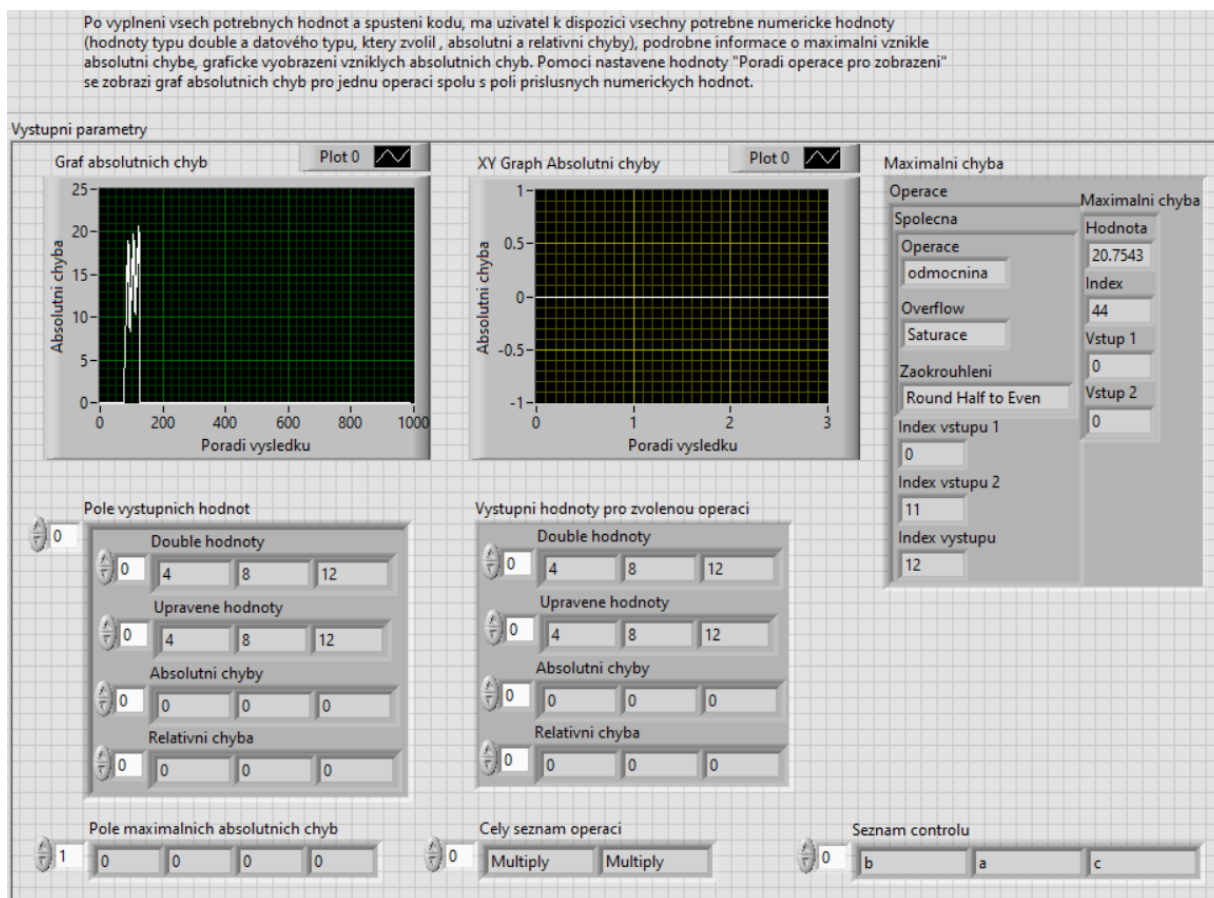 Po vyplneni vsech potrebnych hodnot a spusteni kodu, ma uzivatel k dispozici vsechny potrebne numericke hodnoty
(hodnoty typu double a datového typu, ktery zvolil , absolutni a relativni chyby), podrobne informace o maximalni vznikle
absolutni chybe, graficke vyobrazeni vzniklych absolutnich chyb. Pomoci nastavene hodnoty "Poradi operace pro zobrazeni"
se zobrazi graf absolutnich chyb pro jednu operaci spolu s poli prislusnych numerickych hodnot.
Vystupni parametry
Graf absolutnich chyb
Plot 0
25
20
15
10
5
0
Absolutni chyba
0 200 400 600 800 1000
Poradi vysledku
XY Graph Absolutni chyby
Plot 0
1
0.5
0
-0.5
-1
Absolutni chyba
0 1 2 3
Poradi vysledku
Maximalni chyba
Operace
Spolecna
Operace
odmocnina
Overflow
Saturace
Zaokrouhleni
Round Half to Even
Index vstupu 1
0
Index vstupu 2
11
Index vystupu
12
Maximalni chyba
Hodnota
20.7543
Index
44
Vstup 1
0
Vstup 2
0
Pole vystupnich hodnot
0
Double hodnoty
0 4 8 12
Upravene hodnoty
0 4 8 12
Absolutni chyby
0 0 0 0
Relativni chyba
0 0 0 0
Vystupni hodnoty pro zvolenou operaci
Double hodnoty
0 4 8 12
Upravene hodnoty
0 4 8 12
Absolutni chyby
0 0 0 0
Relativni chyba
0 0 0 0
Pole maximalnich absolutnich chyb
1 0 0 0 0
Cely seznam operaci
0 Multiply Multiply
Seznam controlu
0 b a c